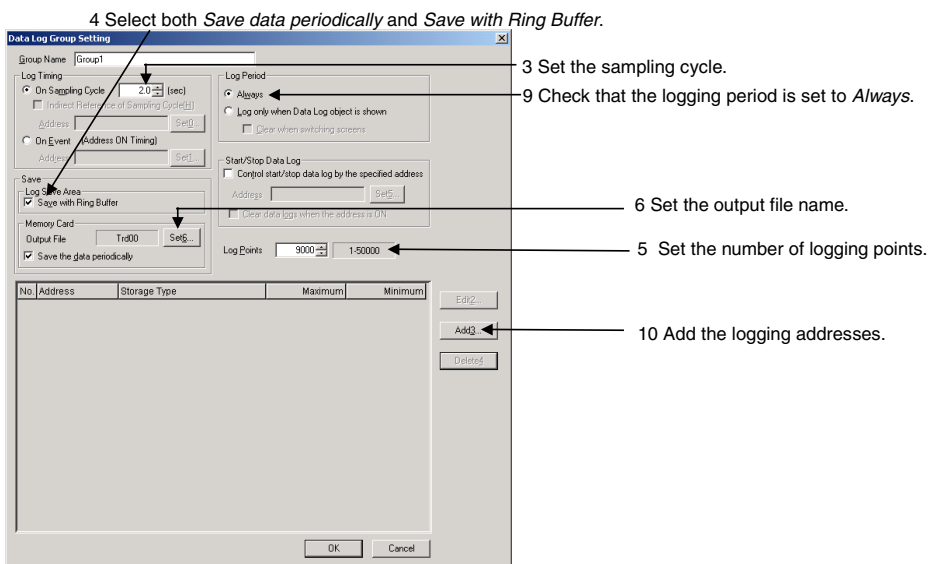 4 Select both Save data periodically and Save with Ring Buffer.
Data Log Group Setting
Group Name Group1
Log Timing
On Sampling Cycle 2.0 (sec)
Indirect Reference of Sampling Cycle(H)
Address Set0...
On Event (Address ON Timing)
Address Set1...
Log Period
Always
Log only when Data Log object is shown
Clear when switching screens
3 Set the sampling cycle.
9 Check that the logging period is set to Always.
Start/Stop Data Log
Control start/stop data log by the specified address
Address Set5...
Clear data logs when the address is ON
Save
Log Save Area
Save with Ring Buffer
Memory Card
Output File Trd00 Set6...
Save the data periodically
Log Points 9000 1-50000
6 Set the output file name.
5 Set the number of logging points.
No. Address Storage Type Maximum Minimum
Edit2...
Add3...
Delete4
10 Add the logging addresses.
OK Cancel